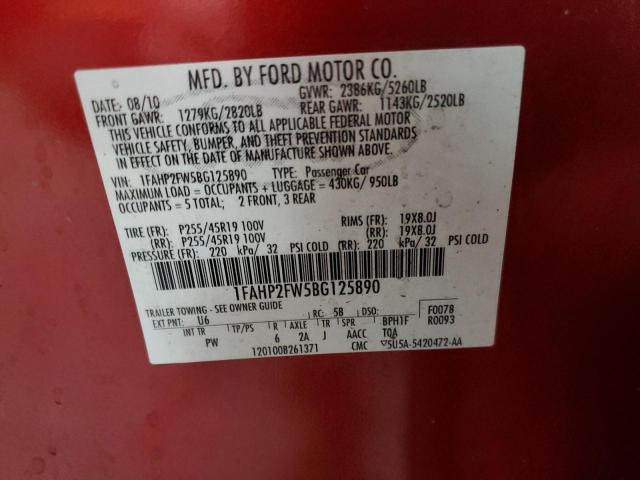 MFD. BY FORD MOTOR CO.
DATE: 08/10 GVWR: 2386KG/5260LB
FRONT GAWR: 1279KG/2820LB REAR GAWR: 1143KG/2520LB
THIS VEHICLE CONFORMS TO ALL APPLICABLE FEDERAL MOTOR
VEHICLE SAFETY, BUMPER, AND THEFT PREVENTION STANDARDS
IN EFFECT ON THE DATE OF MANUFACTURE SHOWN ABOVE.
VIN: 1FAHP2FW5BG125890 TYPE: Passenger Car
MAXIMUM LOAD = OCCUPANTS + LUGGAGE = 430KG/ 950LB
OCCUPANTS = 5 TOTAL; 2 FRONT, 3 REAR
TIRE (FR): P255/45R19 100V RIMS (FR): 19X8.0J
(RR): P255/45R19 100V (RR): 19X8.0J
PRESSURE (FR): 220 kPa/ 32 PSI COLD (RR): 220 kPa/ 32 PSI COLD
1FAHP2FW5BG125890
TRAILER TOWING - SEE OWNER GUIDE
EXT PNT: U6 RC: 58 DSO: F0078
INT TR TP/PS R AXLE TR SPR BPH1F R0093
PW 6 2A J AACC TQA
1201008261371 CMC ▽5U5A-5420472-AA